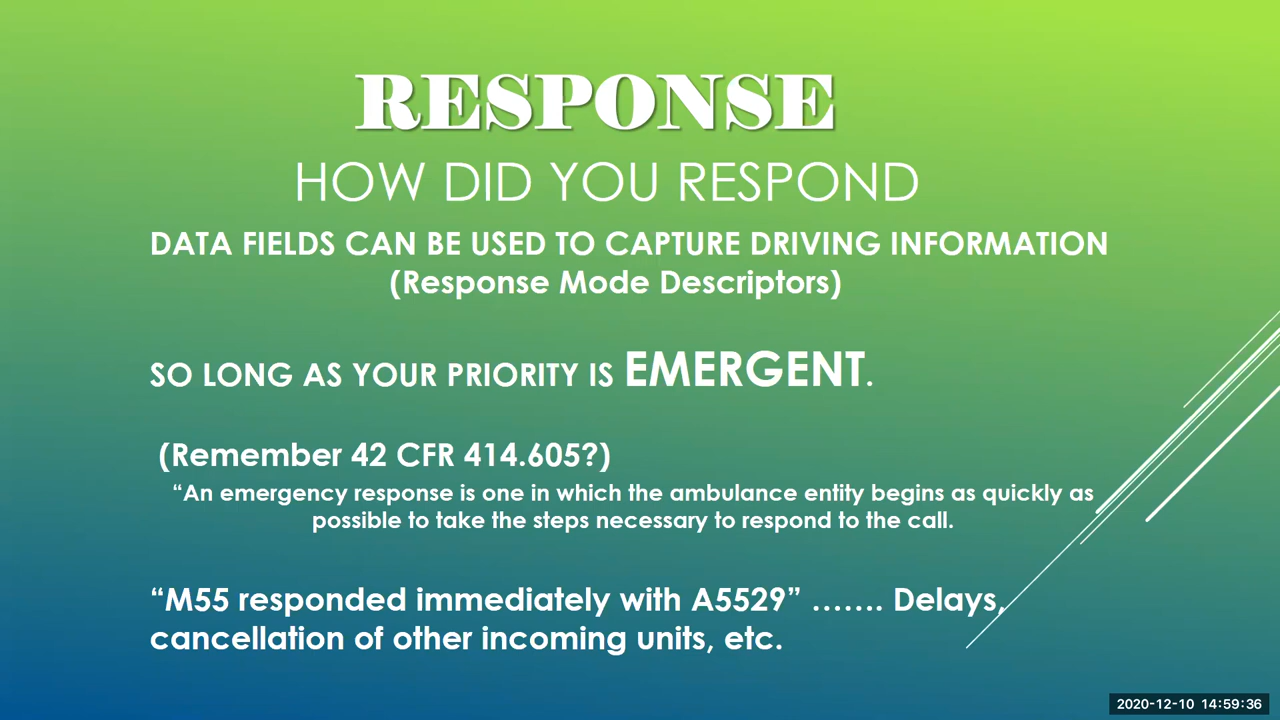 RESPONSE
HOW DID YOU RESPOND
DATA FIELDS CAN BE USED TO CAPTURE DRIVING INFORMATION
(Response Mode Descriptors)
SO LONG AS YOUR PRIORITY IS EMERGENT.
(Remember 42 CFR 414.605?)
“An emergency response is one in which the ambulance entity begins as quickly as
possible to take the steps necessary to respond to the call.
“M55 responded immediately with A5529” ……. Delays,
cancellation of other incoming units, etc.
2020-12-10 14:59:36